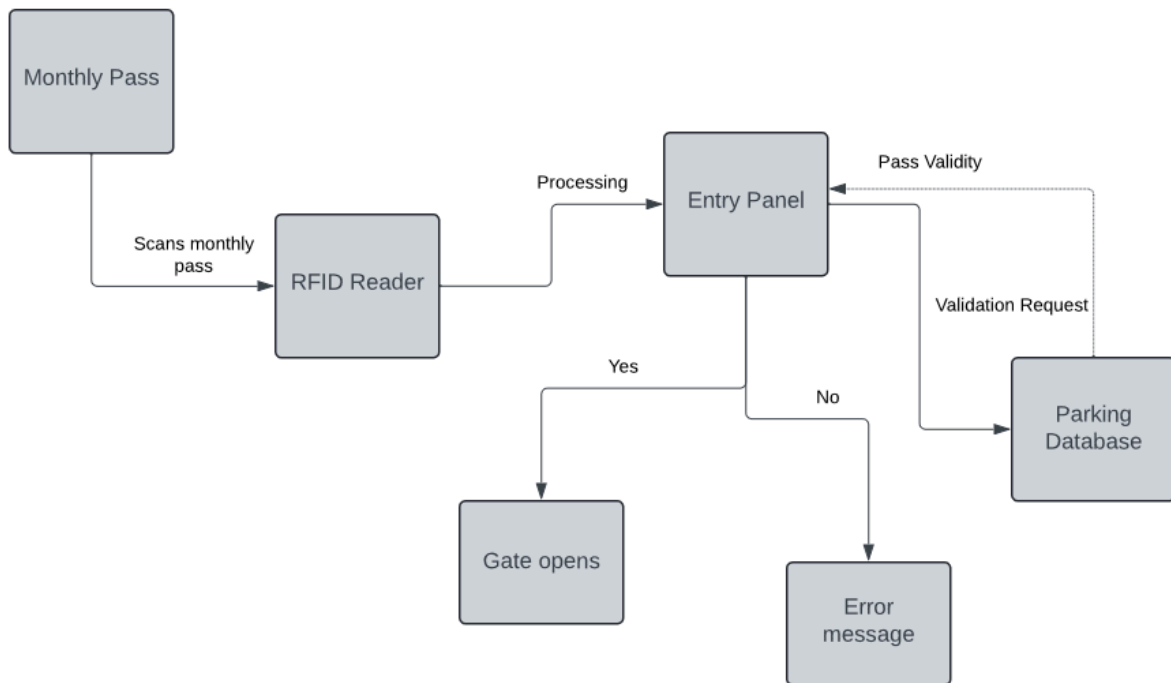 Monthly Pass
Scans monthly
pass
RFID Reader
Processing
Entry Panel
Pass Validity
Validation Request
Parking
Database
Yes
No
Gate opens
Error
message